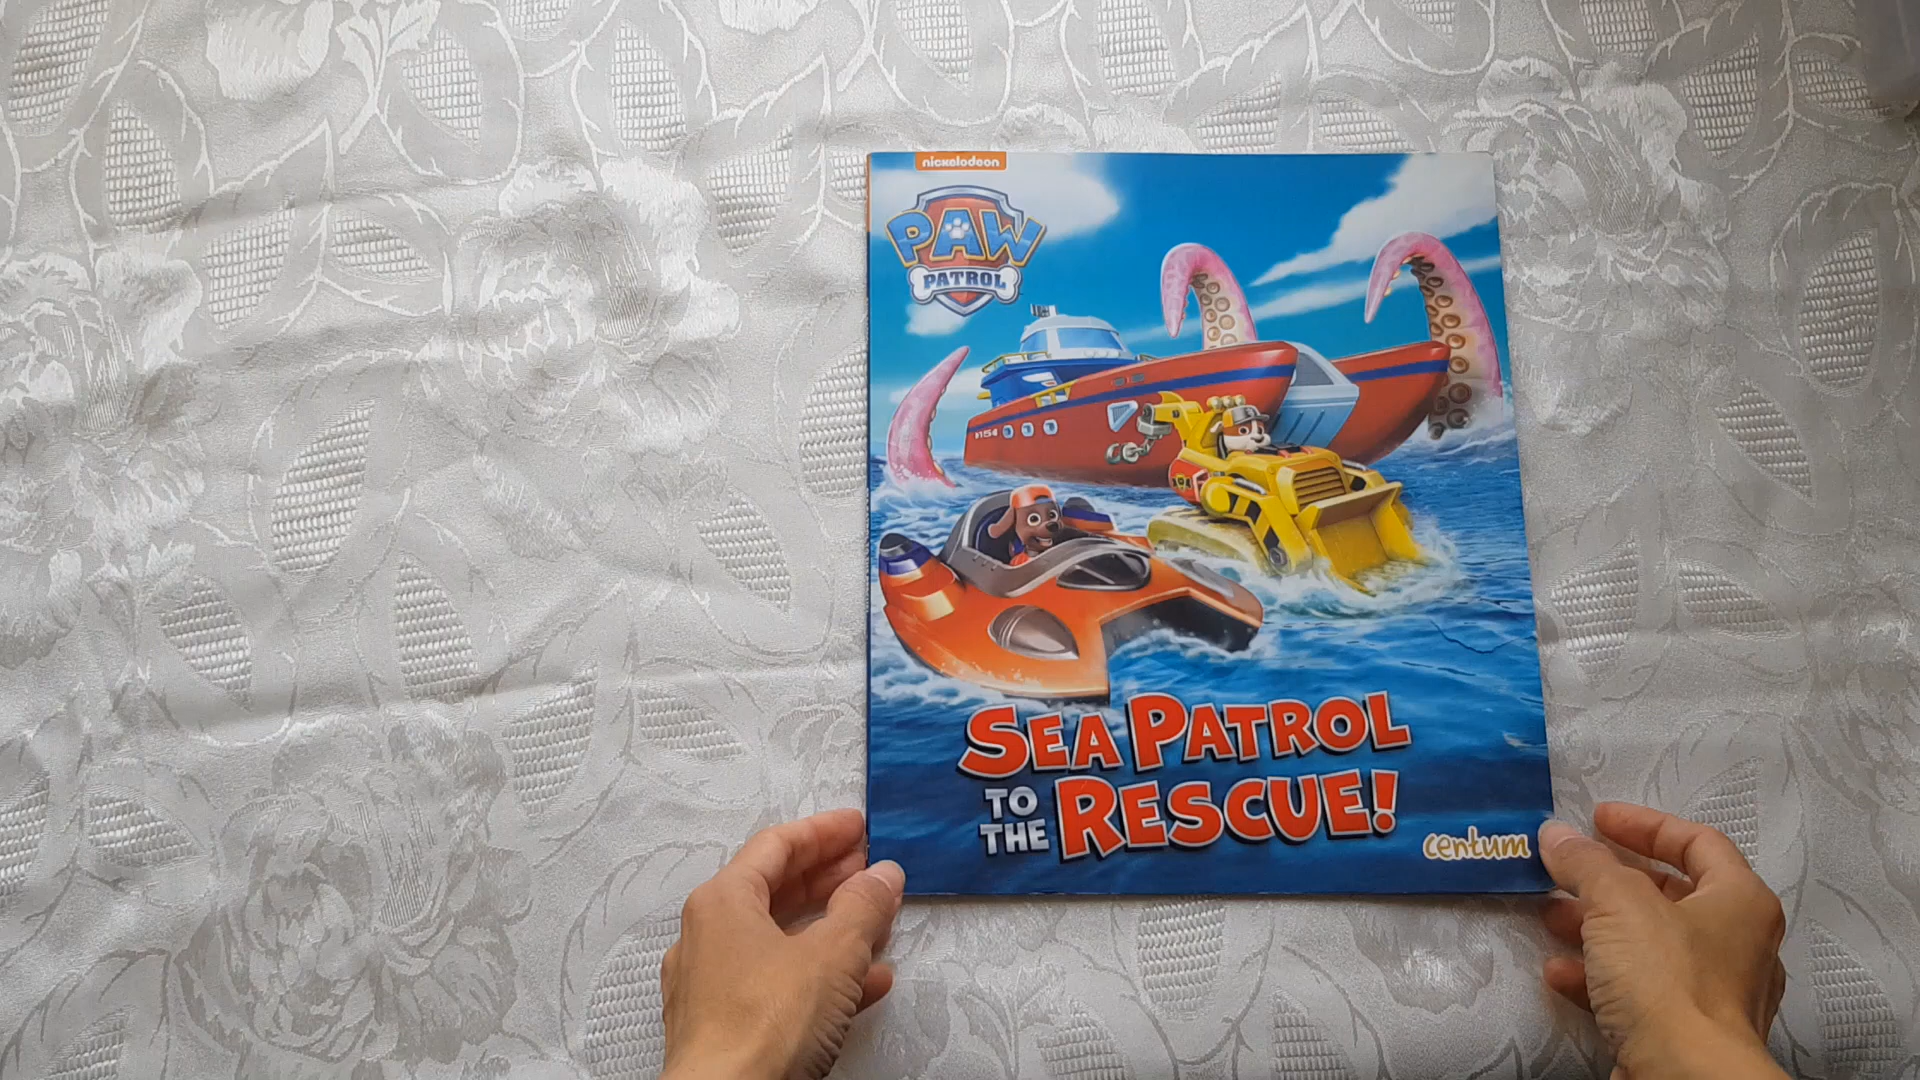 nickelodeon
PAW
PATROL
SEA PATROL
TO THE RESCUE!
centum